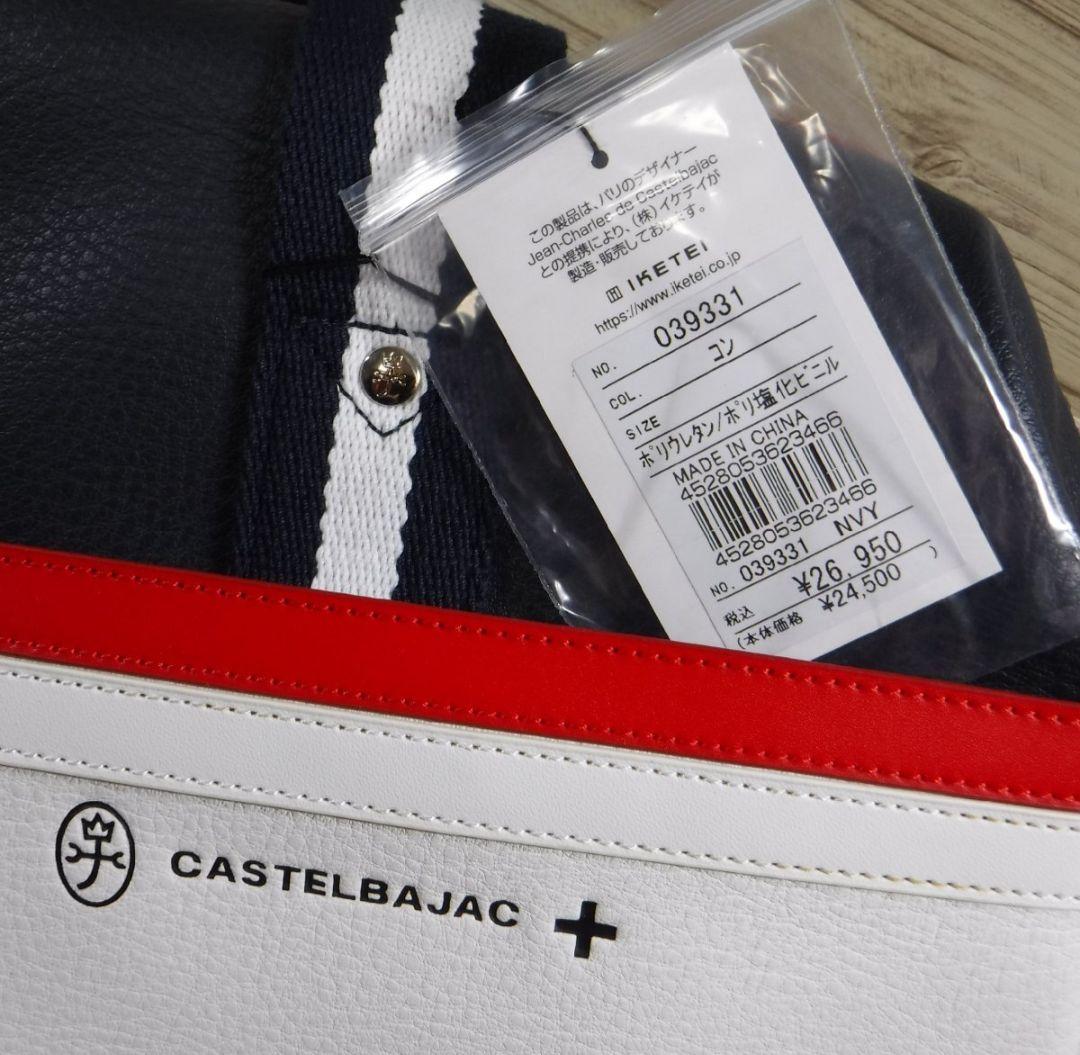 この製品は、パリのデザイナー
Jean-Charles de Castelbajac
との提携により、(株)イケテイが
製造・販売しております。
IKETEI
https://www.iketei.co.jp
NO. 039331
COL. コン
SIZE
ポリウレタン/ポリ塩化ビニル
MADE IN CHINA
4528053623466
4528053623466
NO. 039331 NVY
税込 ¥26,950
(本体価格 ¥24,500 )
CASTELBAJAC +